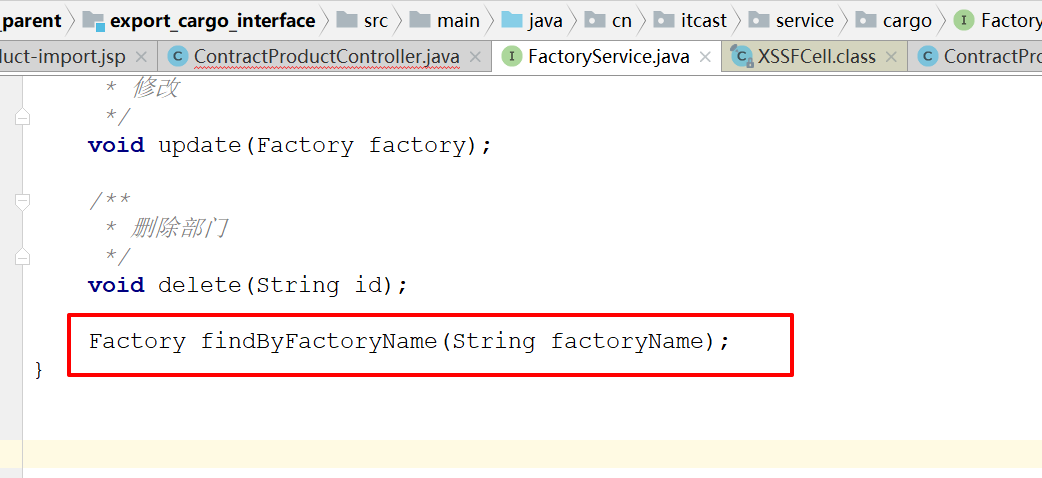 _parent export_cargo_interface src main java cn itcast service cargo Factory
luct-import.jsp ContractProductController.java FactoryService.java XSSFCell.class ContractPro
* 修改
*/
void update(Factory factory);
/**
* 删除部门
*/
void delete(String id);
Factory findByFactoryName(String factoryName);
}